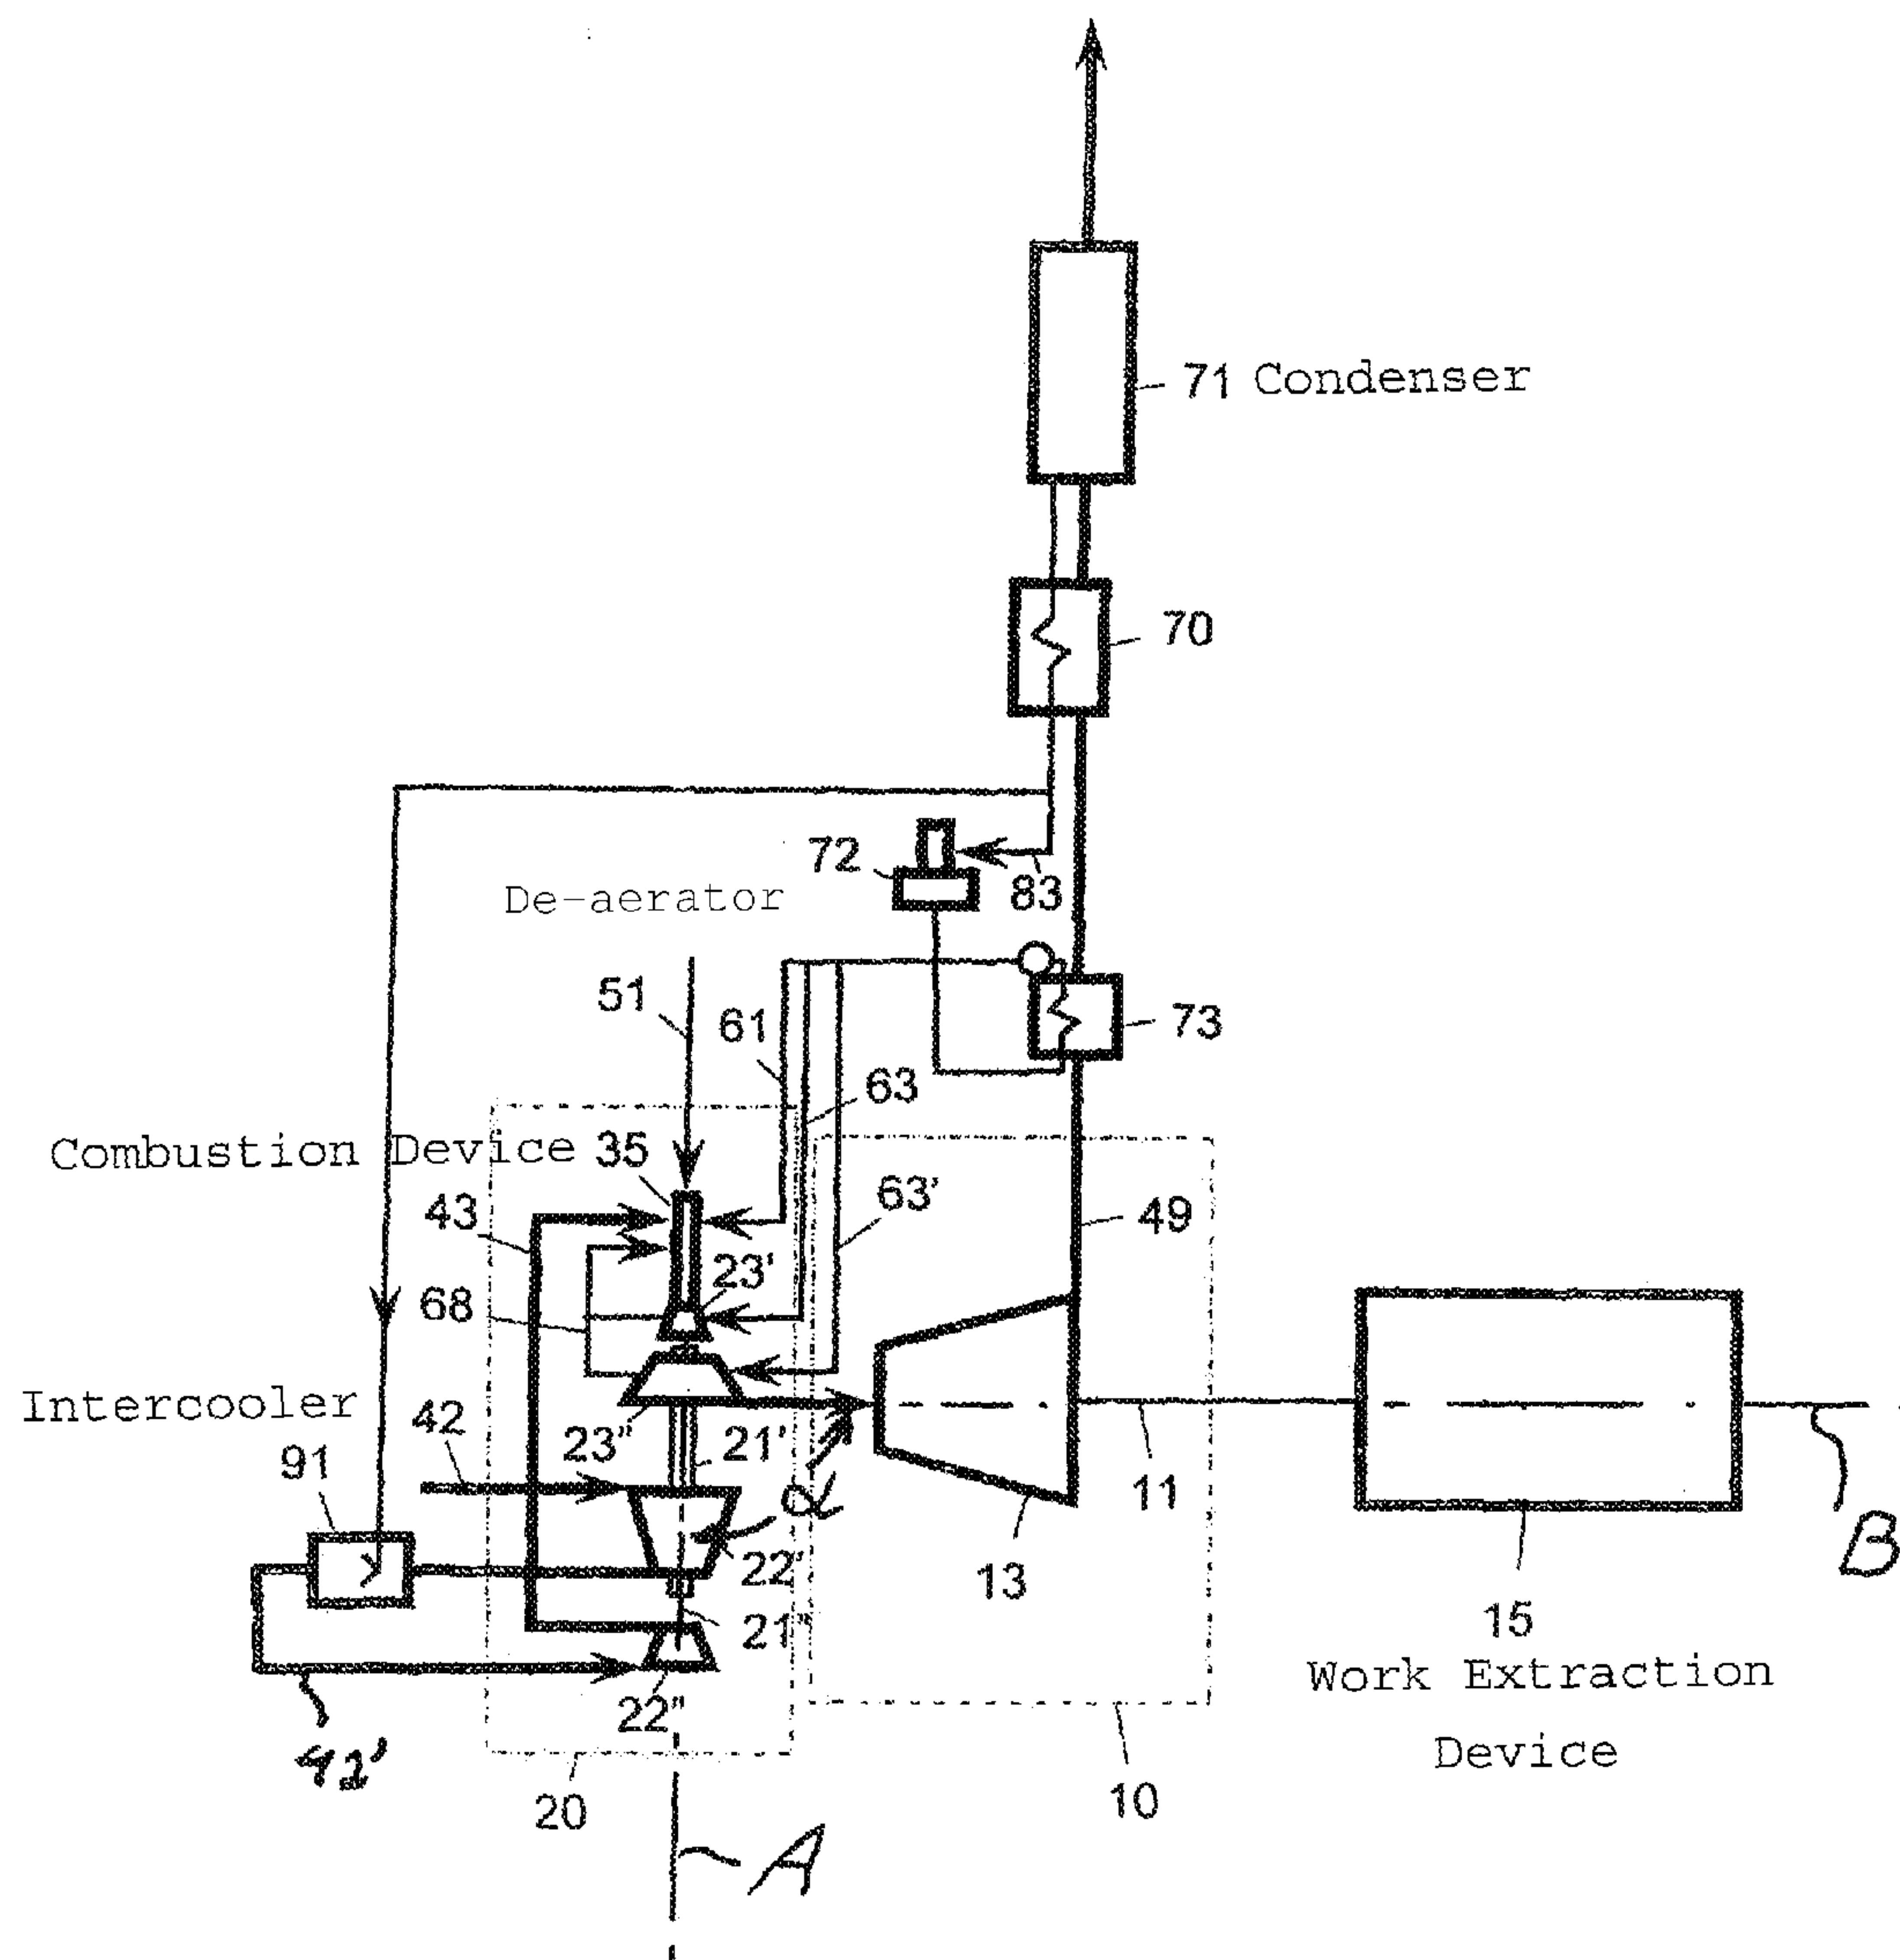 71 Condenser
70
72
83
De-aerator
51
61
73
63
Combustion Device 35
63'
43
49
23'
68
Intercooler
42
23"
21'
α
11
91
22'
13
B
21"
15
Work Extraction
Device
22"
42'
20
10
A